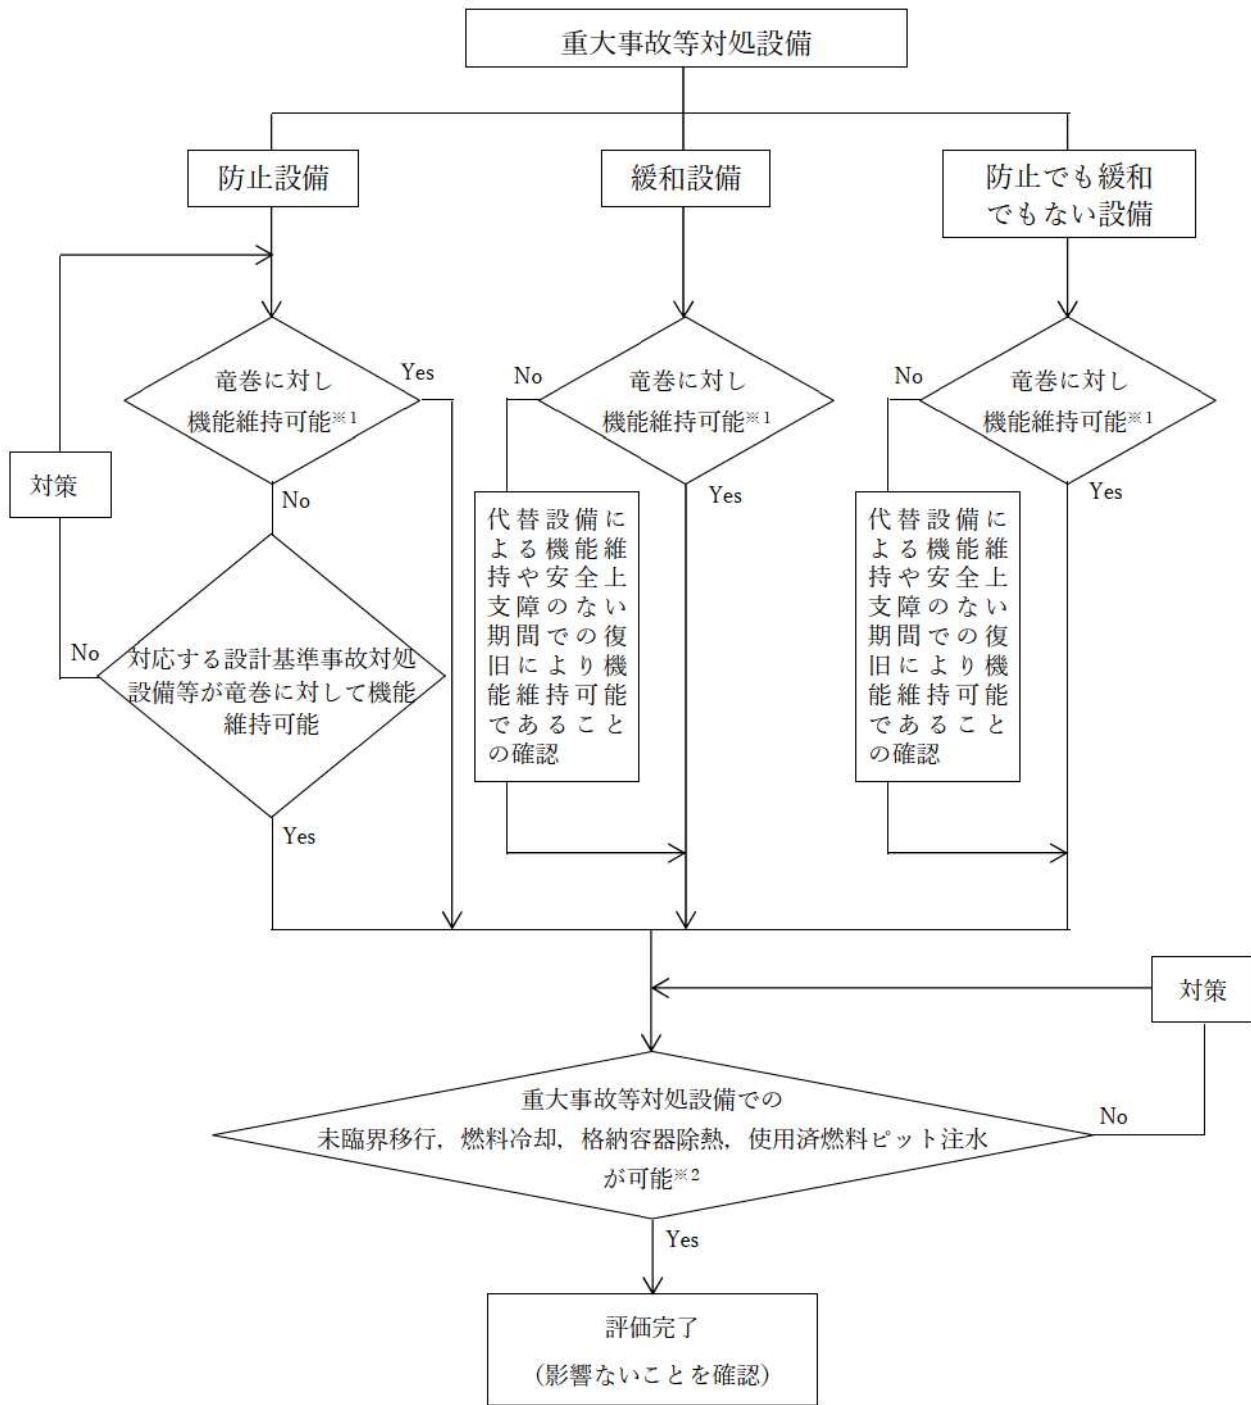 重大事故等対処設備
防止設備
緩和設備
防止でも緩和
でもない設備
竜巻に対し
機能維持可能※1
Yes
No
対策
対応する設計基準事故対処
設備等が竜巻に対して機能
維持可能
No
Yes
竜巻に対し
機能維持可能※1
No
Yes
代替設備に
よる機能維
持や安全上
支障のない
期間での復
旧により機
能維持可能
であること
の確認
竜巻に対し
機能維持可能※1
No
Yes
代替設備に
よる機能維
持や安全上
支障のない
期間での復
旧により機
能維持可能
であること
の確認
対策
重大事故等対処設備での
未臨界移行，燃料冷却，格納容器除熱，使用済燃料ピット注水
が可能※2
No
Yes
評価完了
（影響ないことを確認）